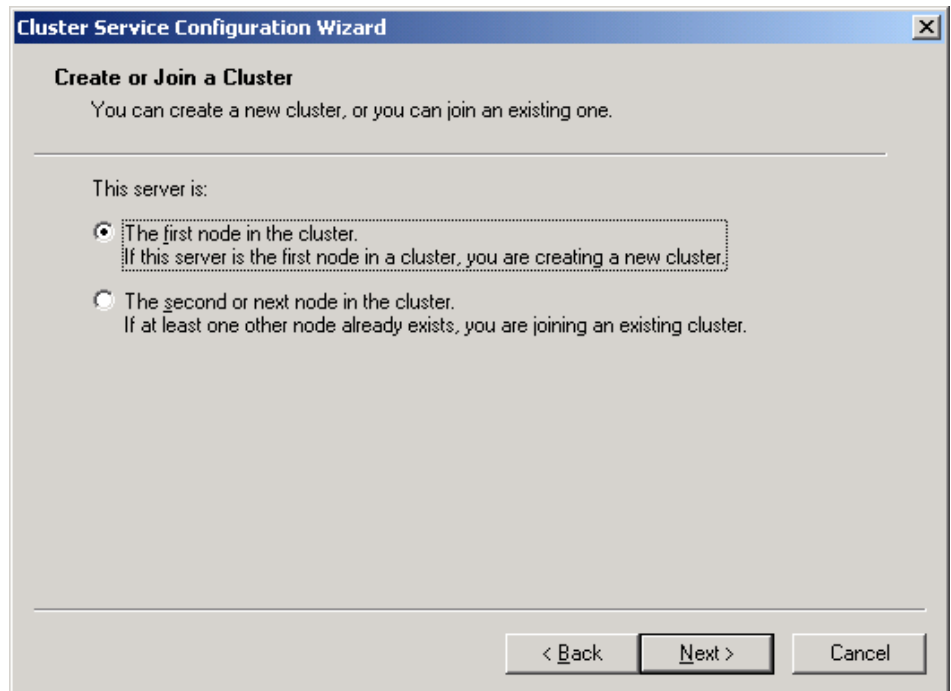 Cluster Service Configuration Wizard
Create or Join a Cluster
You can create a new cluster, or you can join an existing one.
This server is:
The first node in the cluster.
If this server is the first node in a cluster, you are creating a new cluster.
The second or next node in the cluster.
If at least one other node already exists, you are joining an existing cluster.
< Back
Next >
Cancel